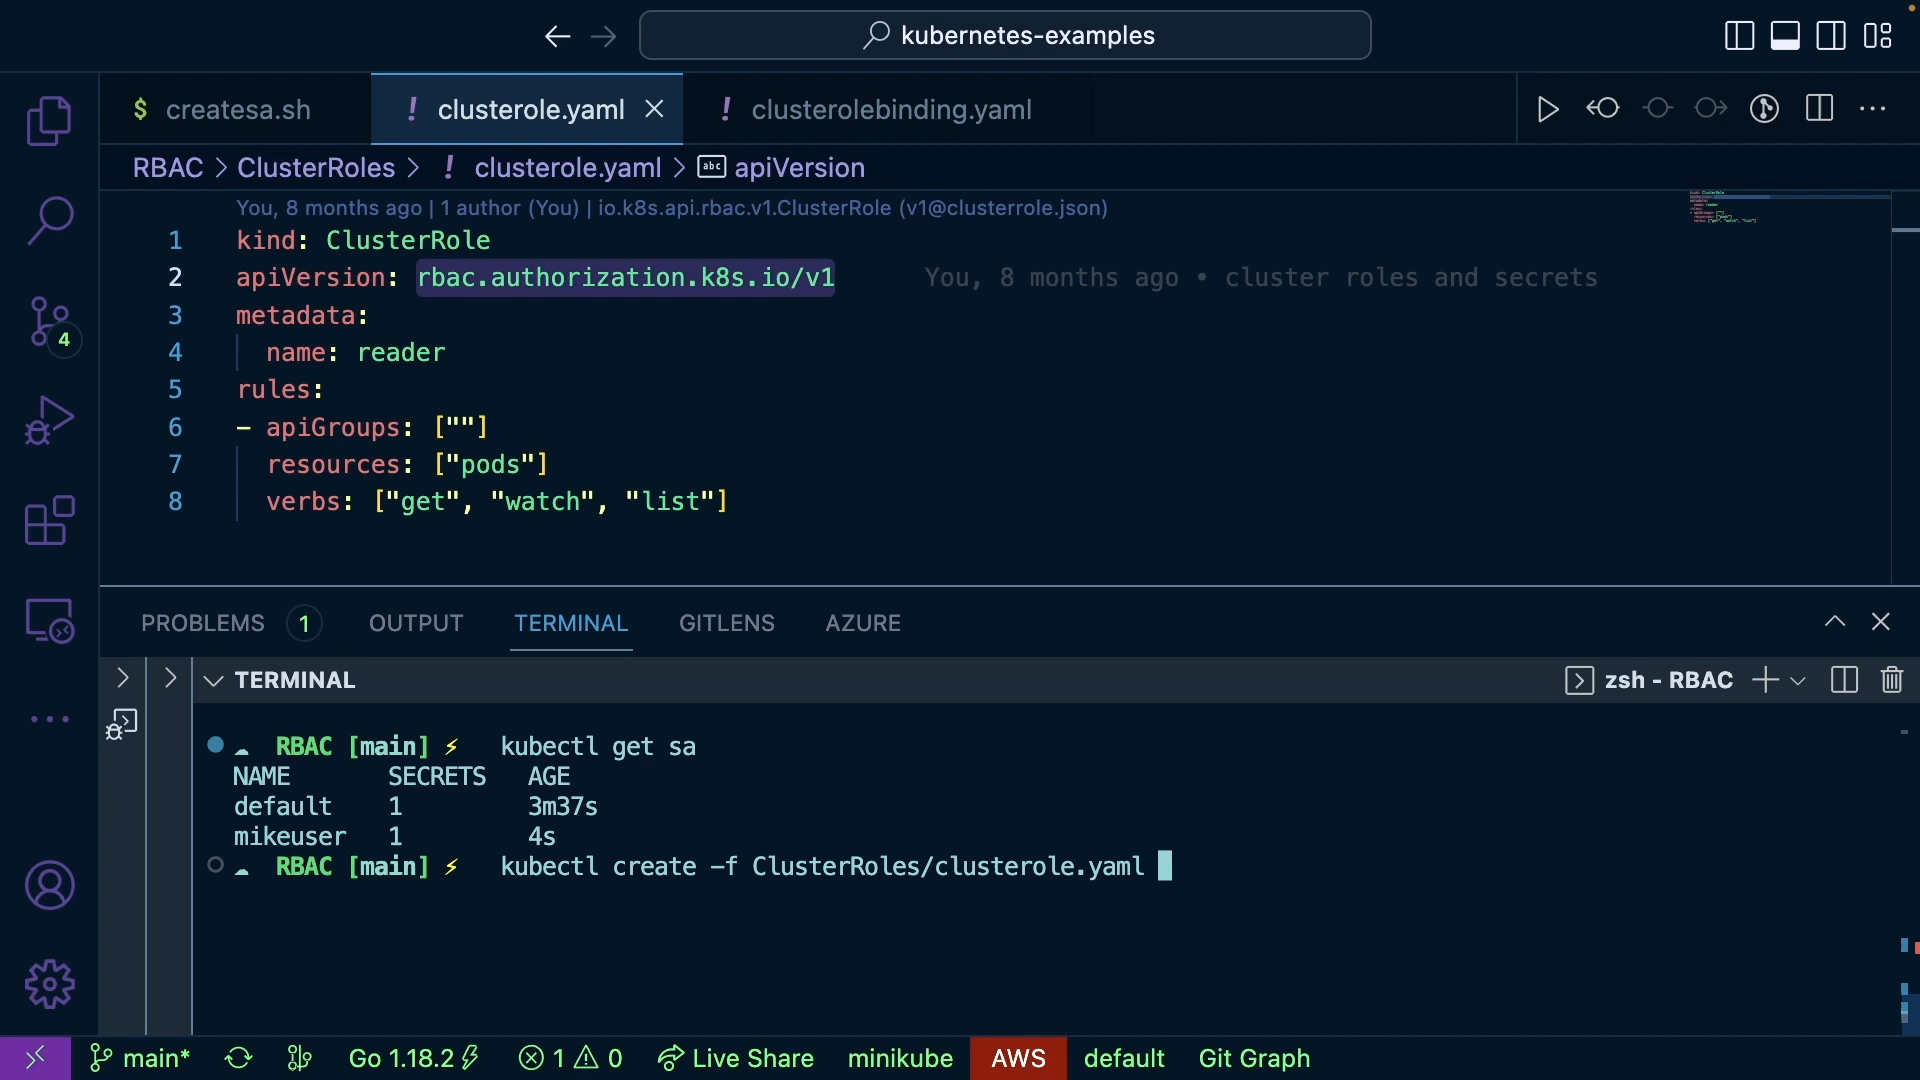 kubernetes-examples
$ createsa.sh
! clusterole.yaml
! clusterolebinding.yaml
RBAC > ClusterRoles > ! clusterole.yaml > abc apiVersion
You, 8 months ago | 1 author (You) | io.k8s.api.rbac.v1.ClusterRole (v1@clusterrole.json)
1 kind: ClusterRole
2 apiVersion: rbac.authorization.k8s.io/v1 You, 8 months ago • cluster roles and secrets
3 metadata:
4 name: reader
5 rules:
6 - apiGroups: [""]
7 resources: ["pods"]
8 verbs: ["get", "watch", "list"]
4
PROBLEMS 1 OUTPUT TERMINAL GITLENS AZURE
TERMINAL
zsh - RBAC
RBAC [main] ⚡ kubectl get sa
NAME SECRETS AGE
default 1 3m37s
mikeuser 1 4s
RBAC [main] ⚡ kubectl create -f ClusterRoles/clusterole.yaml
main* Go 1.18.2 1 0 Live Share minikube AWS default Git Graph